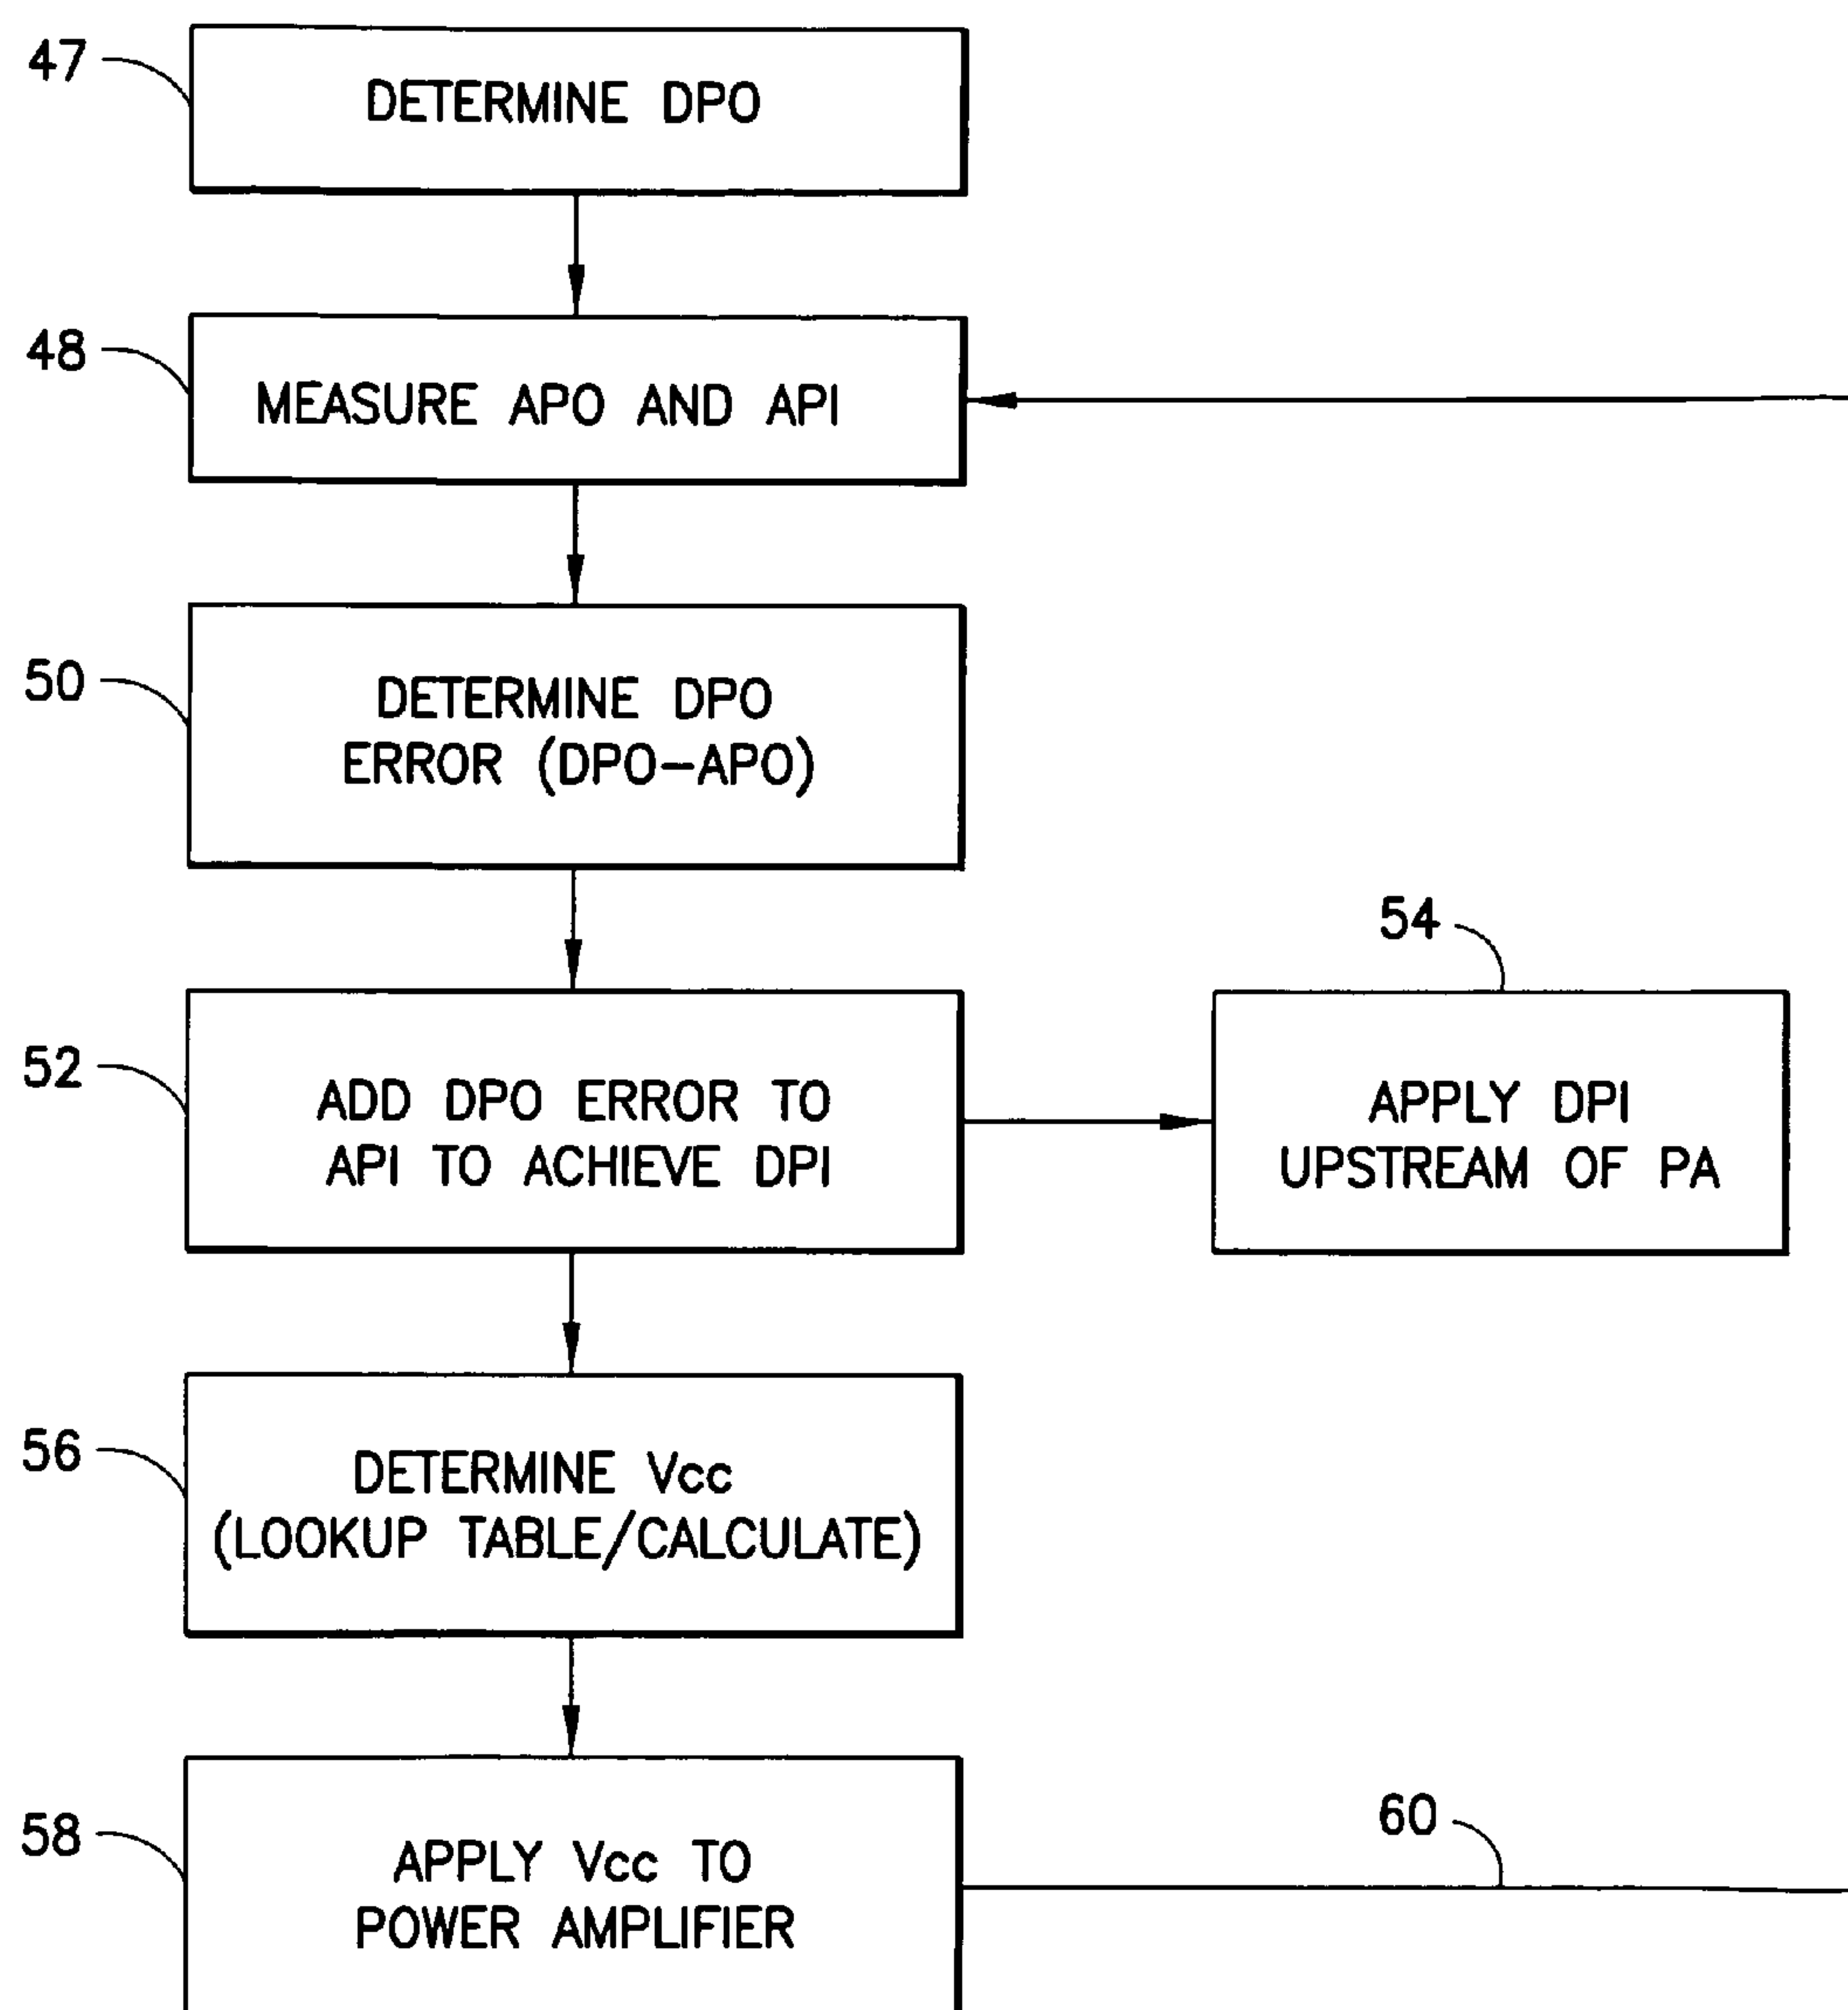 47
DETERMINE DPO
48
MEASURE APO AND API
50
DETERMINE DPO
ERROR (DPO-APO)
54
52
ADD DPO ERROR TO
API TO ACHIEVE DPI
APPLY DPI
UPSTREAM OF PA
56
DETERMINE Vcc
(LOOKUP TABLE/CALCULATE)
58
APPLY Vcc TO
POWER AMPLIFIER
60